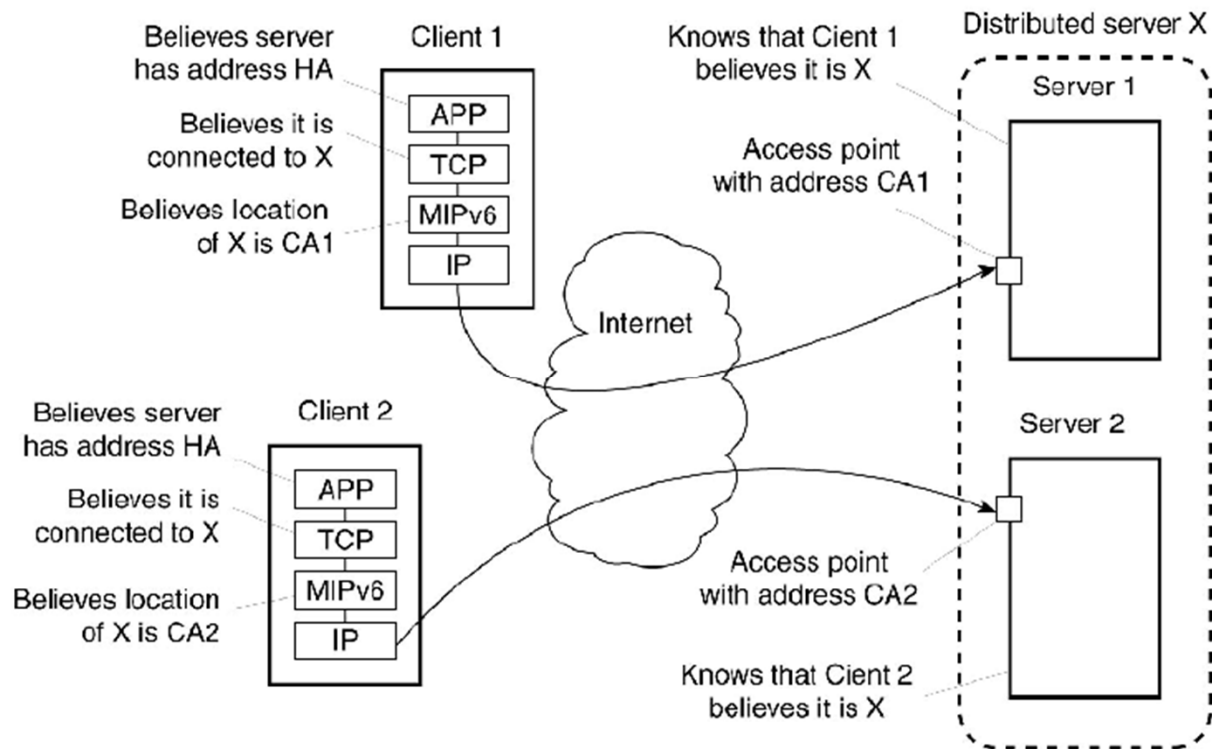 Believes server
has address HA
Client 1
APP
Believes it is
connected to X
TCP
Believes location
of X is CA1
MIPv6
IP
Knows that Cient 1
believes it is X
Distributed server X
Server 1
Access point
with address CA1
Internet
Believes server
has address HA
Client 2
APP
Believes it is
connected to X
TCP
Believes location
of X is CA2
MIPv6
IP
Server 2
Access point
with address CA2
Knows that Cient 2
believes it is X